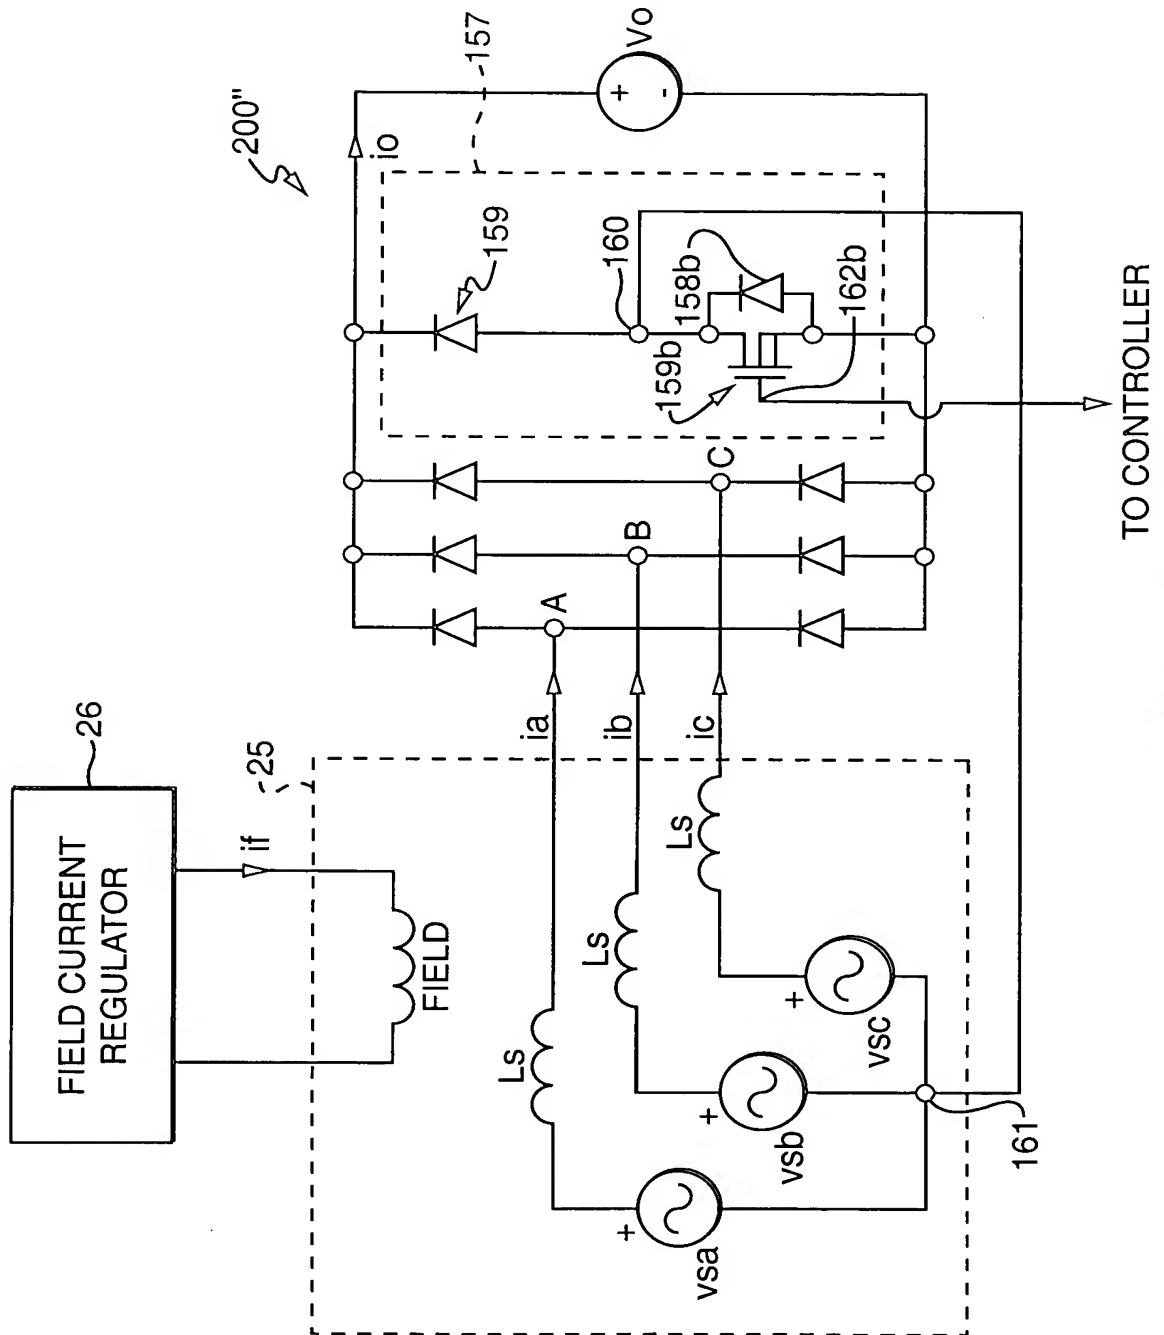 FIELD CURRENT
REGULATOR
26
if
25
FIELD
Ls
Ls
Ls
+
vsa
+
vsb
+
vsc
161
ia
ib
ic
A
B
C
200"
io
157
159
160
158b
159b
162b
+
-
Vo
TO CONTROLLER